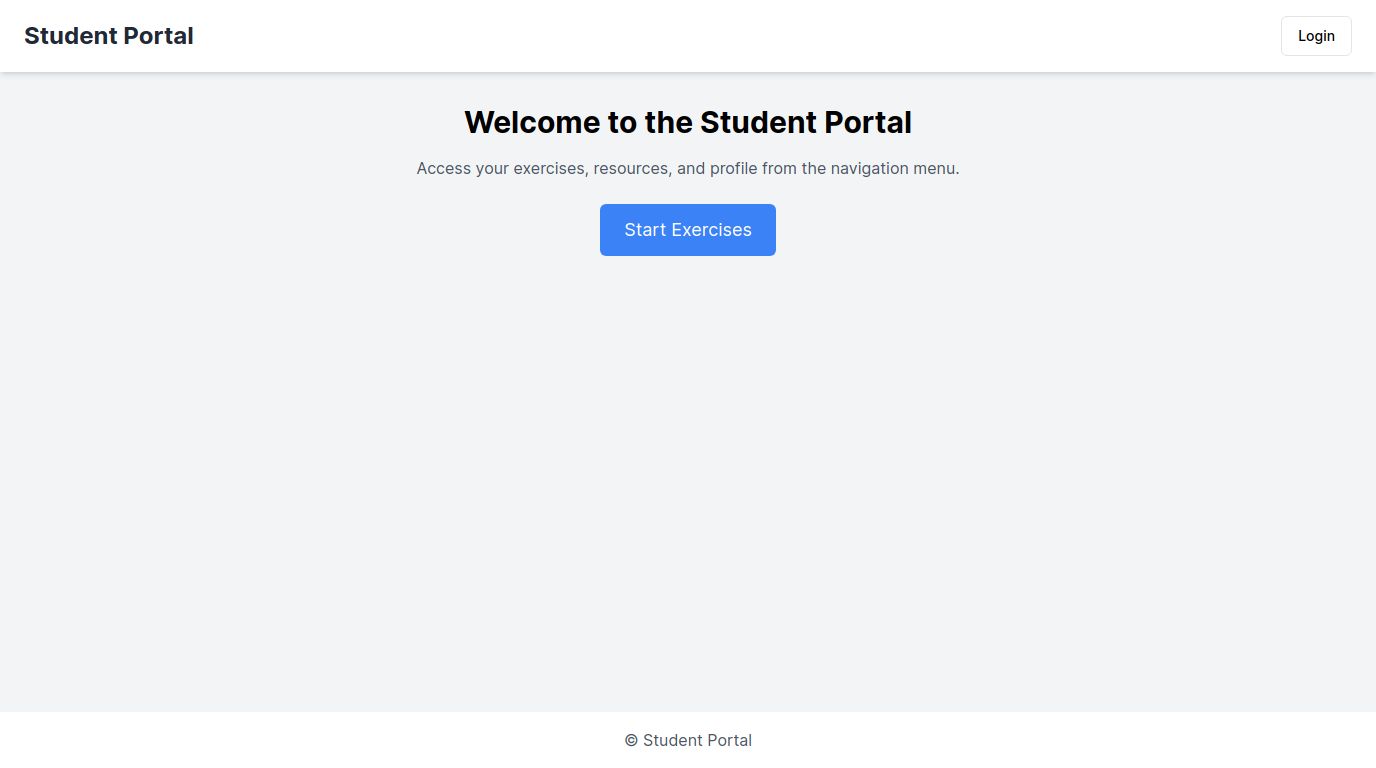 Student Portal
Login
Welcome to the Student Portal
Access your exercises, resources, and profile from the navigation menu.
Start Exercises
© Student Portal